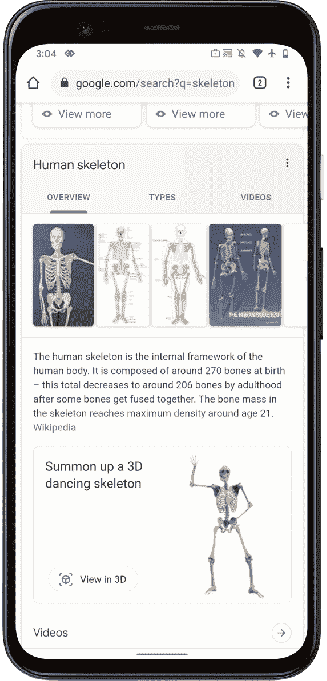 3:04
google.com/search?q=skeleton
2
View more
View more
View
Human skeleton
OVERVIEW
TYPES
VIDEOS
The human skeleton is the internal framework of the
human body. It is composed of around 270 bones at birth
– this total decreases to around 206 bones by adulthood
after some bones get fused together. The bone mass in
the skeleton reaches maximum density around age 21.
Wikipedia
Summon up a 3D
dancing skeleton
View in 3D
Videos